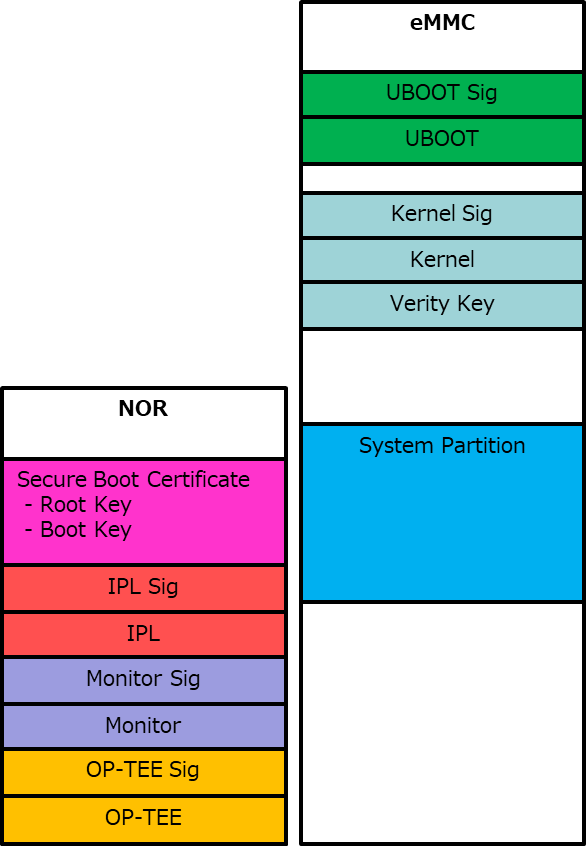 eMMC
UBOOT Sig
UBOOT
Kernel Sig
Kernel
Verity Key
System Partition
NOR
Secure Boot Certificate
- Root Key
- Boot Key
IPL Sig
IPL
Monitor Sig
Monitor
OP-TEE Sig
OP-TEE